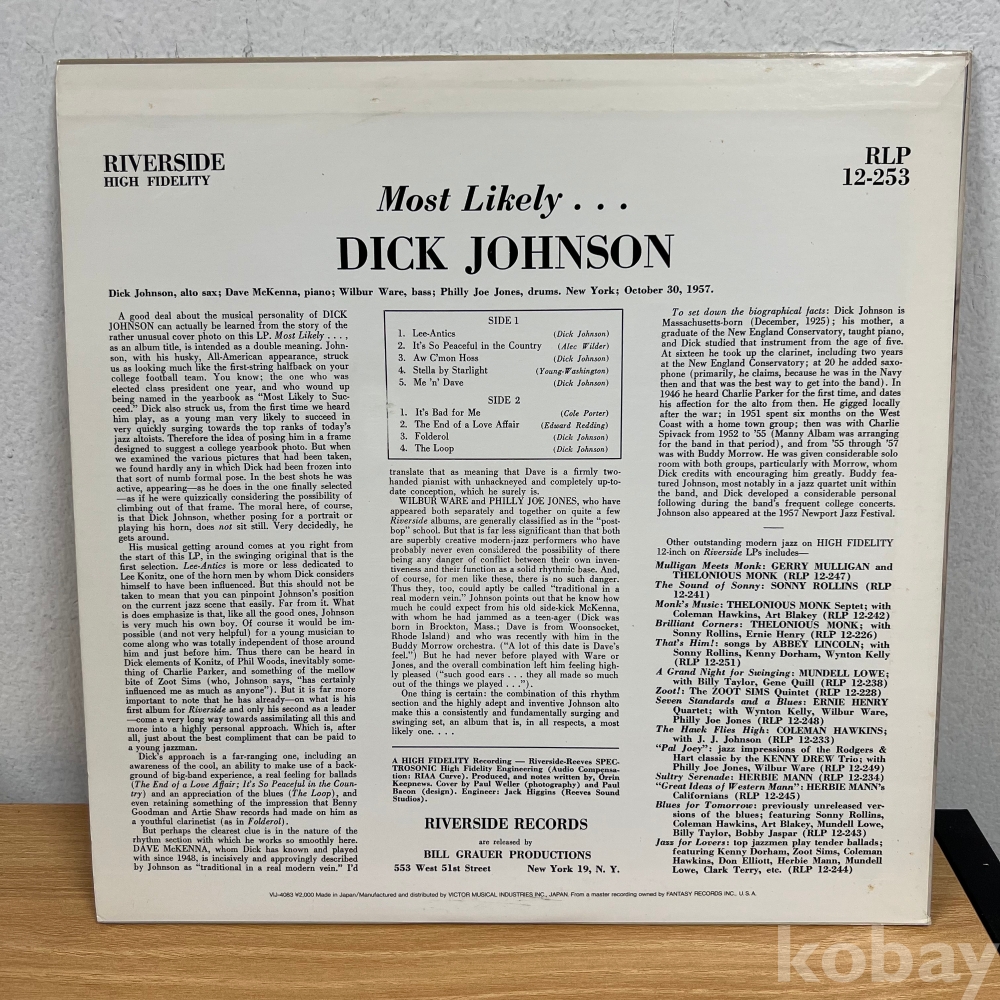 RIVERSIDE
HIGH FIDELITY
RLP
12-253
Most Likely . . .
DICK JOHNSON
Dick Johnson, alto sax; Dave McKenna, piano; Wilbur Ware, bass; Philly Joe Jones, drums. New York; October 30, 1957.
A good deal about the musical personality of DICK
JOHNSON can actually be learned from the story of the
rather unusual cover photo on this LP. Most Likely . . . ,
as an album title, is intended as a double meaning. John-
son, with his husky, All-American appearance, struck
us as looking much like the first-string halfback on your
college football team. You know; the one who was
elected class president one year, and who wound up
being named in the yearbook as "Most Likely to Suc-
ceed." Dick also struck us, from the first time we heard
him play, as a young man very likely to succeed in
very quickly surging towards the top ranks of today's
jazz altoists. Therefore the idea of posing him in a frame
designed to suggest a college yearbook photo. But when
we examined the various pictures that had been taken,
we found hardly any in which Dick had been frozen into
that sort of numb formal pose. In the best shots he was
active, appearing—as he does in the one finally selected
—as if he were quizzically considering the possibility of
climbing out of that frame. The moral here, of course,
is that Dick Johnson, whether posing for a portrait or
playing his horn, does not sit still. Very decidedly, he
gets around.
His musical getting around comes at you right from
the start of this LP, in the swinging original that is the
first selection. Lee-Antics is more or less dedicated to
Lee Konitz, one of the horn men by whom Dick considers
himself to have been influenced. But this should not be
taken to mean that you can pinpoint Johnson's position
on the current jazz scene that easily. Far from it. What
is does emphasize is that, like all the good ones, Johnson
is very much his own boy. Of course it would be im-
possible (and not very helpful) for a young musician to
come along who was totally independent of those around
him and just before him. Thus there can be heard in
Dick elements of Konitz, of Phil Woods, inevitably some-
thing of Charlie Parker, and something of the mellow
bite of Zoot Sims (who, Johnson says, "has certainly
influenced me as much as anyone"). But it is far more
important to note that he has already—on what is his
first album for Riverside and only his second as a leader
—come a very long way towards assimilating all this and
more into a highly personal approach. Which is, after
all, just about the best compliment that can be paid to
a young jazzman.
Dick's approach is a far-ranging one, including an
awareness of the cool, an ability to make use of a back-
ground of big-band experience, a real feeling for ballads
(The End of a Love Affair; It's So Peaceful in the Coun-
try) and an appreciation of the blues (The Loop), and
even retaining something of the impression that Benny
Goodman and Artie Shaw records had made on him as
a youthful clarinetist (as in Folderol).
But perhaps the clearest clue is in the nature of the
rhythm section with which he works so smoothly here.
DAVE McKENNA, whom Dick has known and played
with since 1948, is incisively and approvingly described
by Johnson as "traditional in a real modern vein." I'd
SIDE 1
1. Lee-Antics (Dick Johnson)
2. It's So Peaceful in the Country (Alec Wilder)
3. Aw C'mon Hoss (Dick Johnson)
4. Stella by Starlight (Young-Washington)
5. Me 'n' Dave (Dick Johnson)
SIDE 2
1. It's Bad for Me (Cole Porter)
2. The End of a Love Affair (Edward Redding)
3. Folderol (Dick Johnson)
4. The Loop (Dick Johnson)
translate that as meaning that Dave is a firmly two-
handed pianist with unhackneyed and completely up-to-
date conception, which he surely is.
WILBUR WARE and PHILLY JOE JONES, who have
appeared both separately and together on quite a few
Riverside albums, are generally classified as in the "post-
bop" school. But that is far less significant than that both
are superbly creative modern-jazz performers who have
probably never even considered the possibility of there
being any danger of conflict between their own inven-
tiveness and their function as a solid rhythmic base. And,
of course, for men like these, there is no such danger.
Thus they, too, could aptly be called "traditional in a
real modern vein." Johnson points out that he knew how
much he could expect from his old side-kick McKenna,
with whom he had jammed as a teen-ager (Dick was
born in Brockton, Mass.; Dave is from Woonsocket,
Rhode Island) and who was recently with him in the
Buddy Morrow orchestra. ("A lot of this date is Dave's
feel.") But he had never before played with Ware or
Jones, and the overall combination left him feeling high-
ly pleased ("such good ears . . . they all made so much
out of the things we played . . .").
One thing is certain: the combination of this rhythm
section and the highly adept and inventive Johnson alto
make this a consistently and fundamentally surging and
swinging set, an album that is, in all respects, a most
likely one. . . .
A HIGH FIDELITY Recording — Riverside-Reeves SPEC-
TROSONIC High Fidelity Engineering (Audio Compensa-
tion: RIAA Curve). Produced, and notes written by, Orrin
Keepnews. Cover by Paul Weller (photography) and Paul
Bacon (design). Engineer: Jack Higgins (Reeves Sound
Studios).
RIVERSIDE RECORDS
are released by
BILL GRAUER PRODUCTIONS
553 West 51st Street New York 19, N. Y.
To set down the biographical facts: Dick Johnson is
Massachusetts-born (December, 1925); his mother, a
graduate of the New England Conservatory, taught piano,
and Dick studied that instrument from the age of five.
At sixteen he took up the clarinet, including two years
at the New England Conservatory; at 20 he added saxo-
phone (primarily, he claims, because he was in the Navy
then and that was the best way to get into the band). In
1946 he heard Charlie Parker for the first time, and dates
his affection for the alto from then. He gigged locally
after the war; in 1951 spent six months on the West
Coast with a home town group; then was with Charlie
Spivack from 1952 to '55 (Manny Albam was arranging
for the band in that period), and from '55 through '57
was with Buddy Morrow. He was given considerable solo
room with both groups, particularly with Morrow, whom
Dick credits with encouraging him greatly. Buddy fea-
tured Johnson, most notably in a jazz quartet unit within
the band, and Dick developed a considerable personal
following during the band's frequent college concerts.
Johnson also appeared at the 1957 Newport Jazz Festival.
Other outstanding modern jazz on HIGH FIDELITY
12-inch on Riverside LPs includes—
Mulligan Meets Monk: GERRY MULLIGAN and
THELONIOUS MONK (RLP 12-247)
The Sound of Sonny: SONNY ROLLINS (RLP
12-241)
Monk's Music: THELONIOUS MONK Septet; with
Coleman Hawkins, Art Blakey (RLP 12-242)
Brilliant Corners: THELONIOUS MONK; with
Sonny Rollins, Ernie Henry (RLP 12-226)
That's Him!: songs by ABBEY LINCOLN; with
Sonny Rollins, Kenny Dorham, Wynton Kelly
(RLP 12-251)
A Grand Night for Swinging: MUNDELL LOWE;
with Billy Taylor, Gene Quill (RLP 12-238)
Zoot!: The ZOOT SIMS Quintet (RLP 12-228)
Seven Standards and a Blues: ERNIE HENRY
Quartet; with Wynton Kelly, Wilbur Ware,
Philly Joe Jones (RLP 12-248)
The Hawk Flies High: COLEMAN HAWKINS;
with J. J. Johnson (RLP 12-233)
"Pal Joey": jazz impressions of the Rodgers &
Hart classic by the KENNY DREW Trio; with
Philly Joe Jones, Wilbur Ware (RLP 12-249)
Sultry Serenade: HERBIE MANN (RLP 12-234)
"Great Ideas of Western Mann": HERBIE MANN'S
Californians (RLP 12-245)
Blues for Tomorrow: previously unreleased ver-
sions of the blues; featuring Sonny Rollins,
Coleman Hawkins, Art Blakey, Mundell Lowe,
Billy Taylor, Bobby Jaspar (RLP 12-243)
Jazz for Lovers: top jazzmen play tender ballads;
featuring Kenny Dorham, Zoot Sims, Coleman
Hawkins, Don Elliott, Herbie Mann, Mundell
Lowe, Clark Terry, etc. (RLP 12-244)
VIJ-4083 ¥2,000 Made in Japan/Manufactured and distributed by VICTOR MUSICAL INDUSTRIES, INC., JAPAN. From a master recording owned by FANTASY RECORDS INC., U.S.A.
kobay